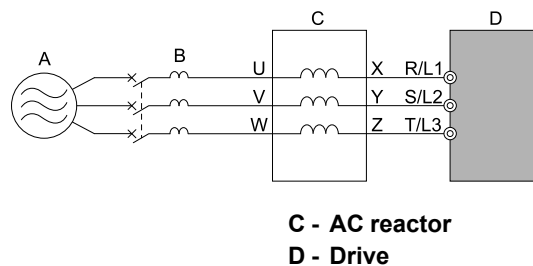 C D
A B
U X R/L1
V Y S/L2
W Z T/L3
C - AC reactor
D - Drive